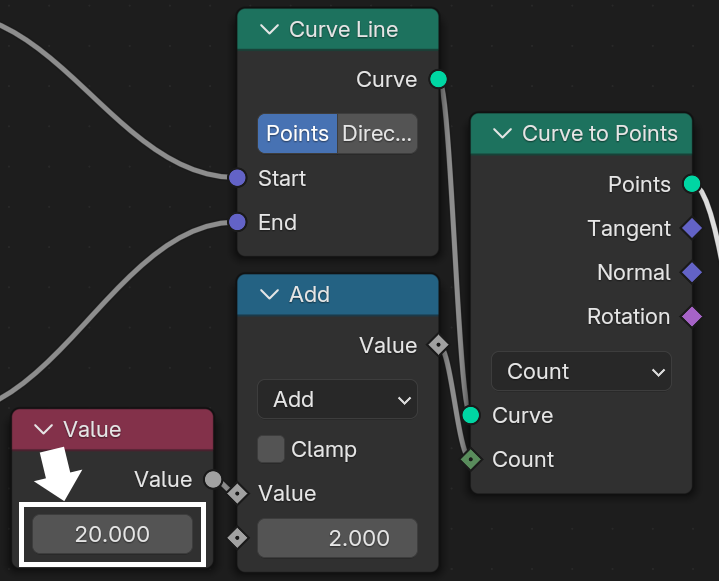 Curve Line
Curve
Points Direc...
Start
End
Curve to Points
Points
Tangent
Normal
Rotation
Count
Curve
Count
Add
Value
Add
Clamp
Value
2.000
Value
Value
20.000